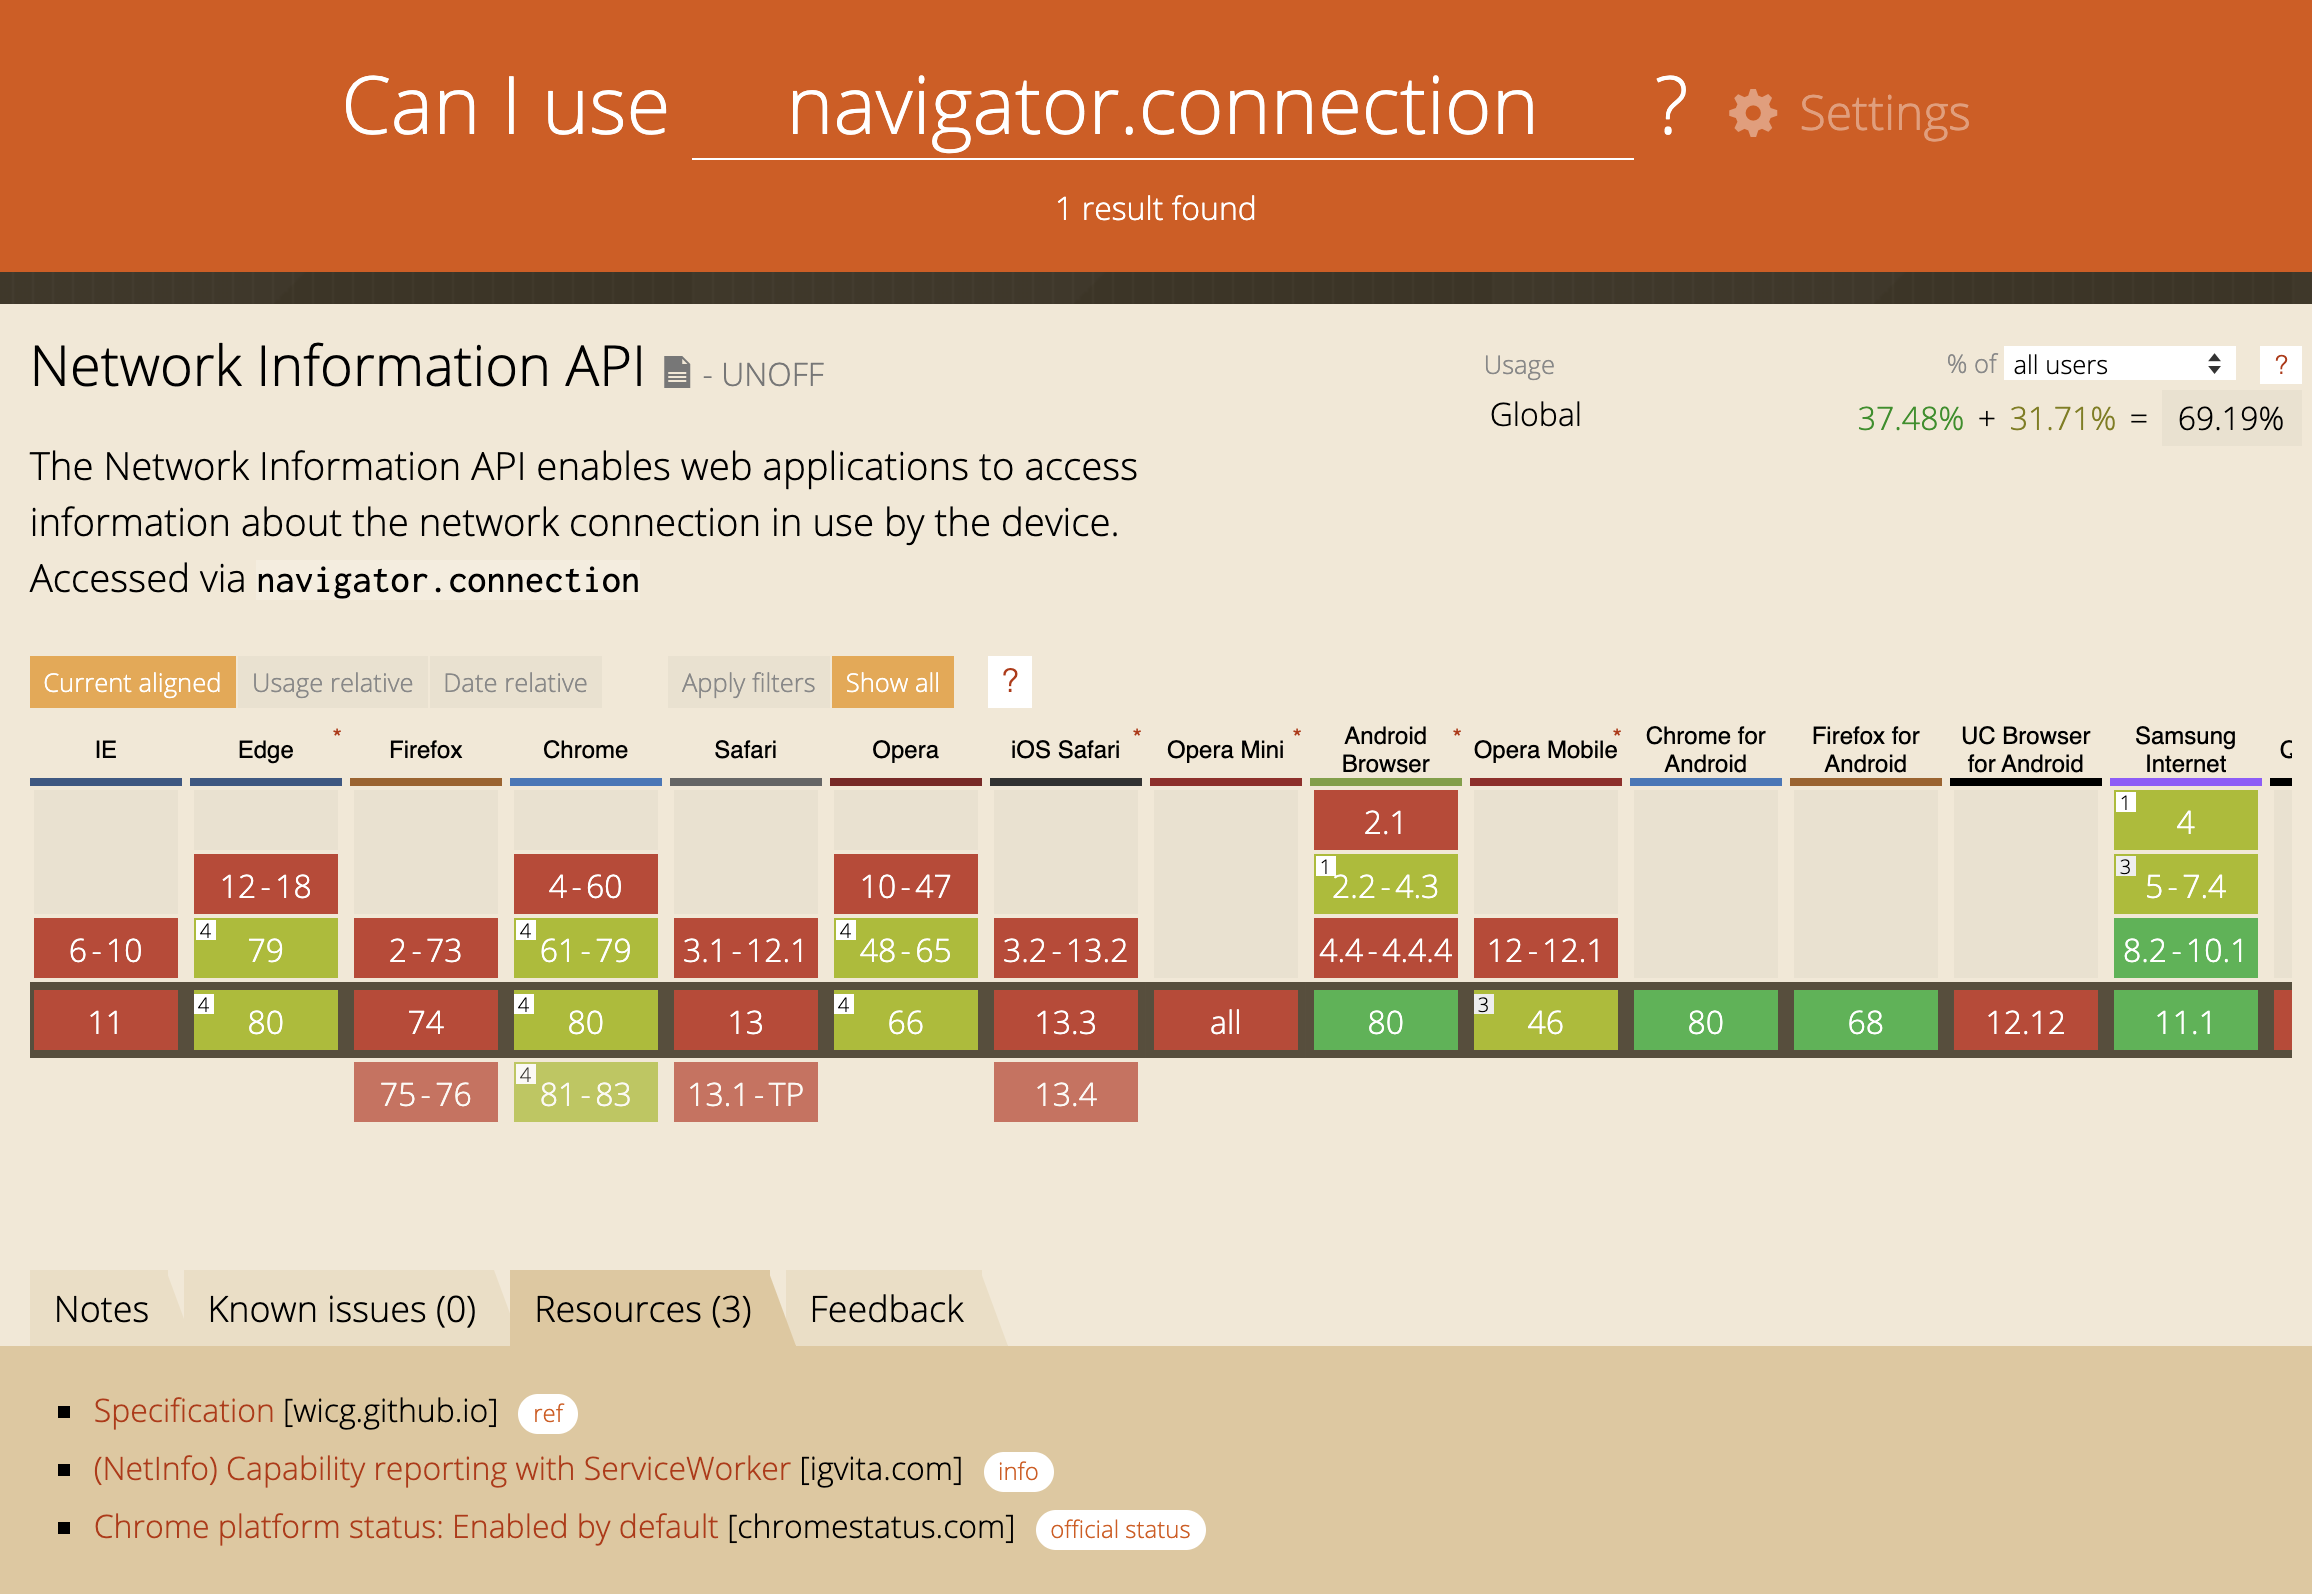 Can I use navigator.connection ? Settings
1 result found
Network Information API - UNOFF
Usage % of all users ?
Global 37.48% + 31.71% = 69.19%
The Network Information API enables web applications to access
information about the network connection in use by the device.
Accessed via navigator.connection
Current aligned Usage relative Date relative Apply filters Show all ?
IE Edge * Firefox Chrome Safari Opera iOS Safari * Opera Mini * Android Browser * Opera Mobile * Chrome for Android Firefox for Android UC Browser for Android Samsung Internet
2.1 1 4
12-18 4-60 10-47 1 2.2-4.3 3 5-7.4
6-10 4 79 2-73 4 61-79 3.1-12.1 4 48-65 3.2-13.2 4.4-4.4.4 12-12.1 8.2-10.1
11 4 80 74 4 80 13 4 66 13.3 all 80 3 46 80 68 12.12 11.1
75-76 4 81-83 13.1-TP 13.4
Notes Known issues (0) Resources (3) Feedback
Specification [wicg.github.io] ref
(NetInfo) Capability reporting with ServiceWorker [igvita.com] info
Chrome platform status: Enabled by default [chromestatus.com] official status